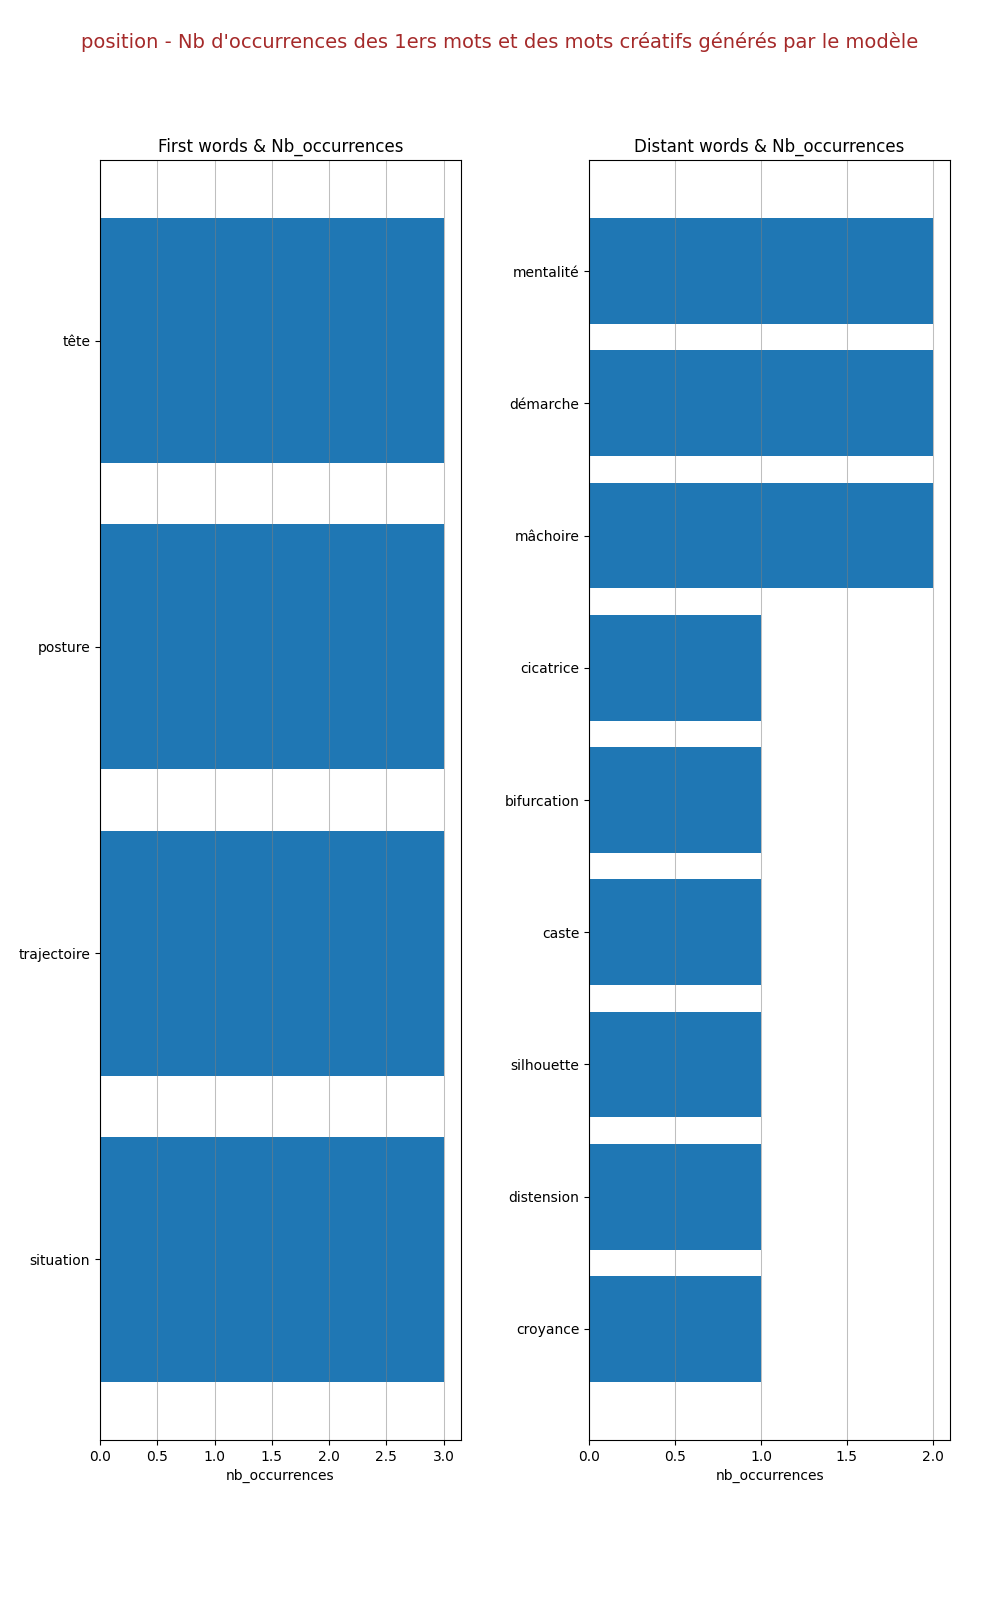 position - Nb d'occurrences des 1ers mots et des mots créatifs générés par le modèle
First words & Nb_occurrences
tête
posture
trajectoire
situation
0.0 0.5 1.0 1.5 2.0 2.5 3.0
nb_occurrences
Distant words & Nb_occurrences
mentalité
démarche
mâchoire
cicatrice
bifurcation
caste
silhouette
distension
croyance
0.0 0.5 1.0 1.5 2.0
nb_occurrences